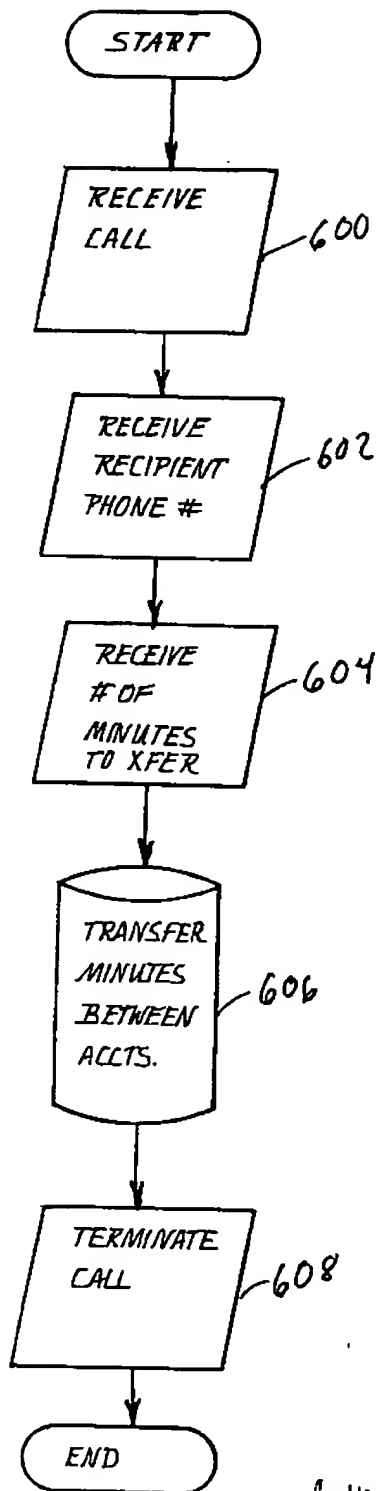 START
RECEIVE
CALL
600
RECEIVE
RECIPIENT
PHONE #
602
RECEIVE
# OF
MINUTES
TO XFER
604
TRANSFER
MINUTES
BETWEEN
ACCTS.
606
TERMINATE
CALL
608
END